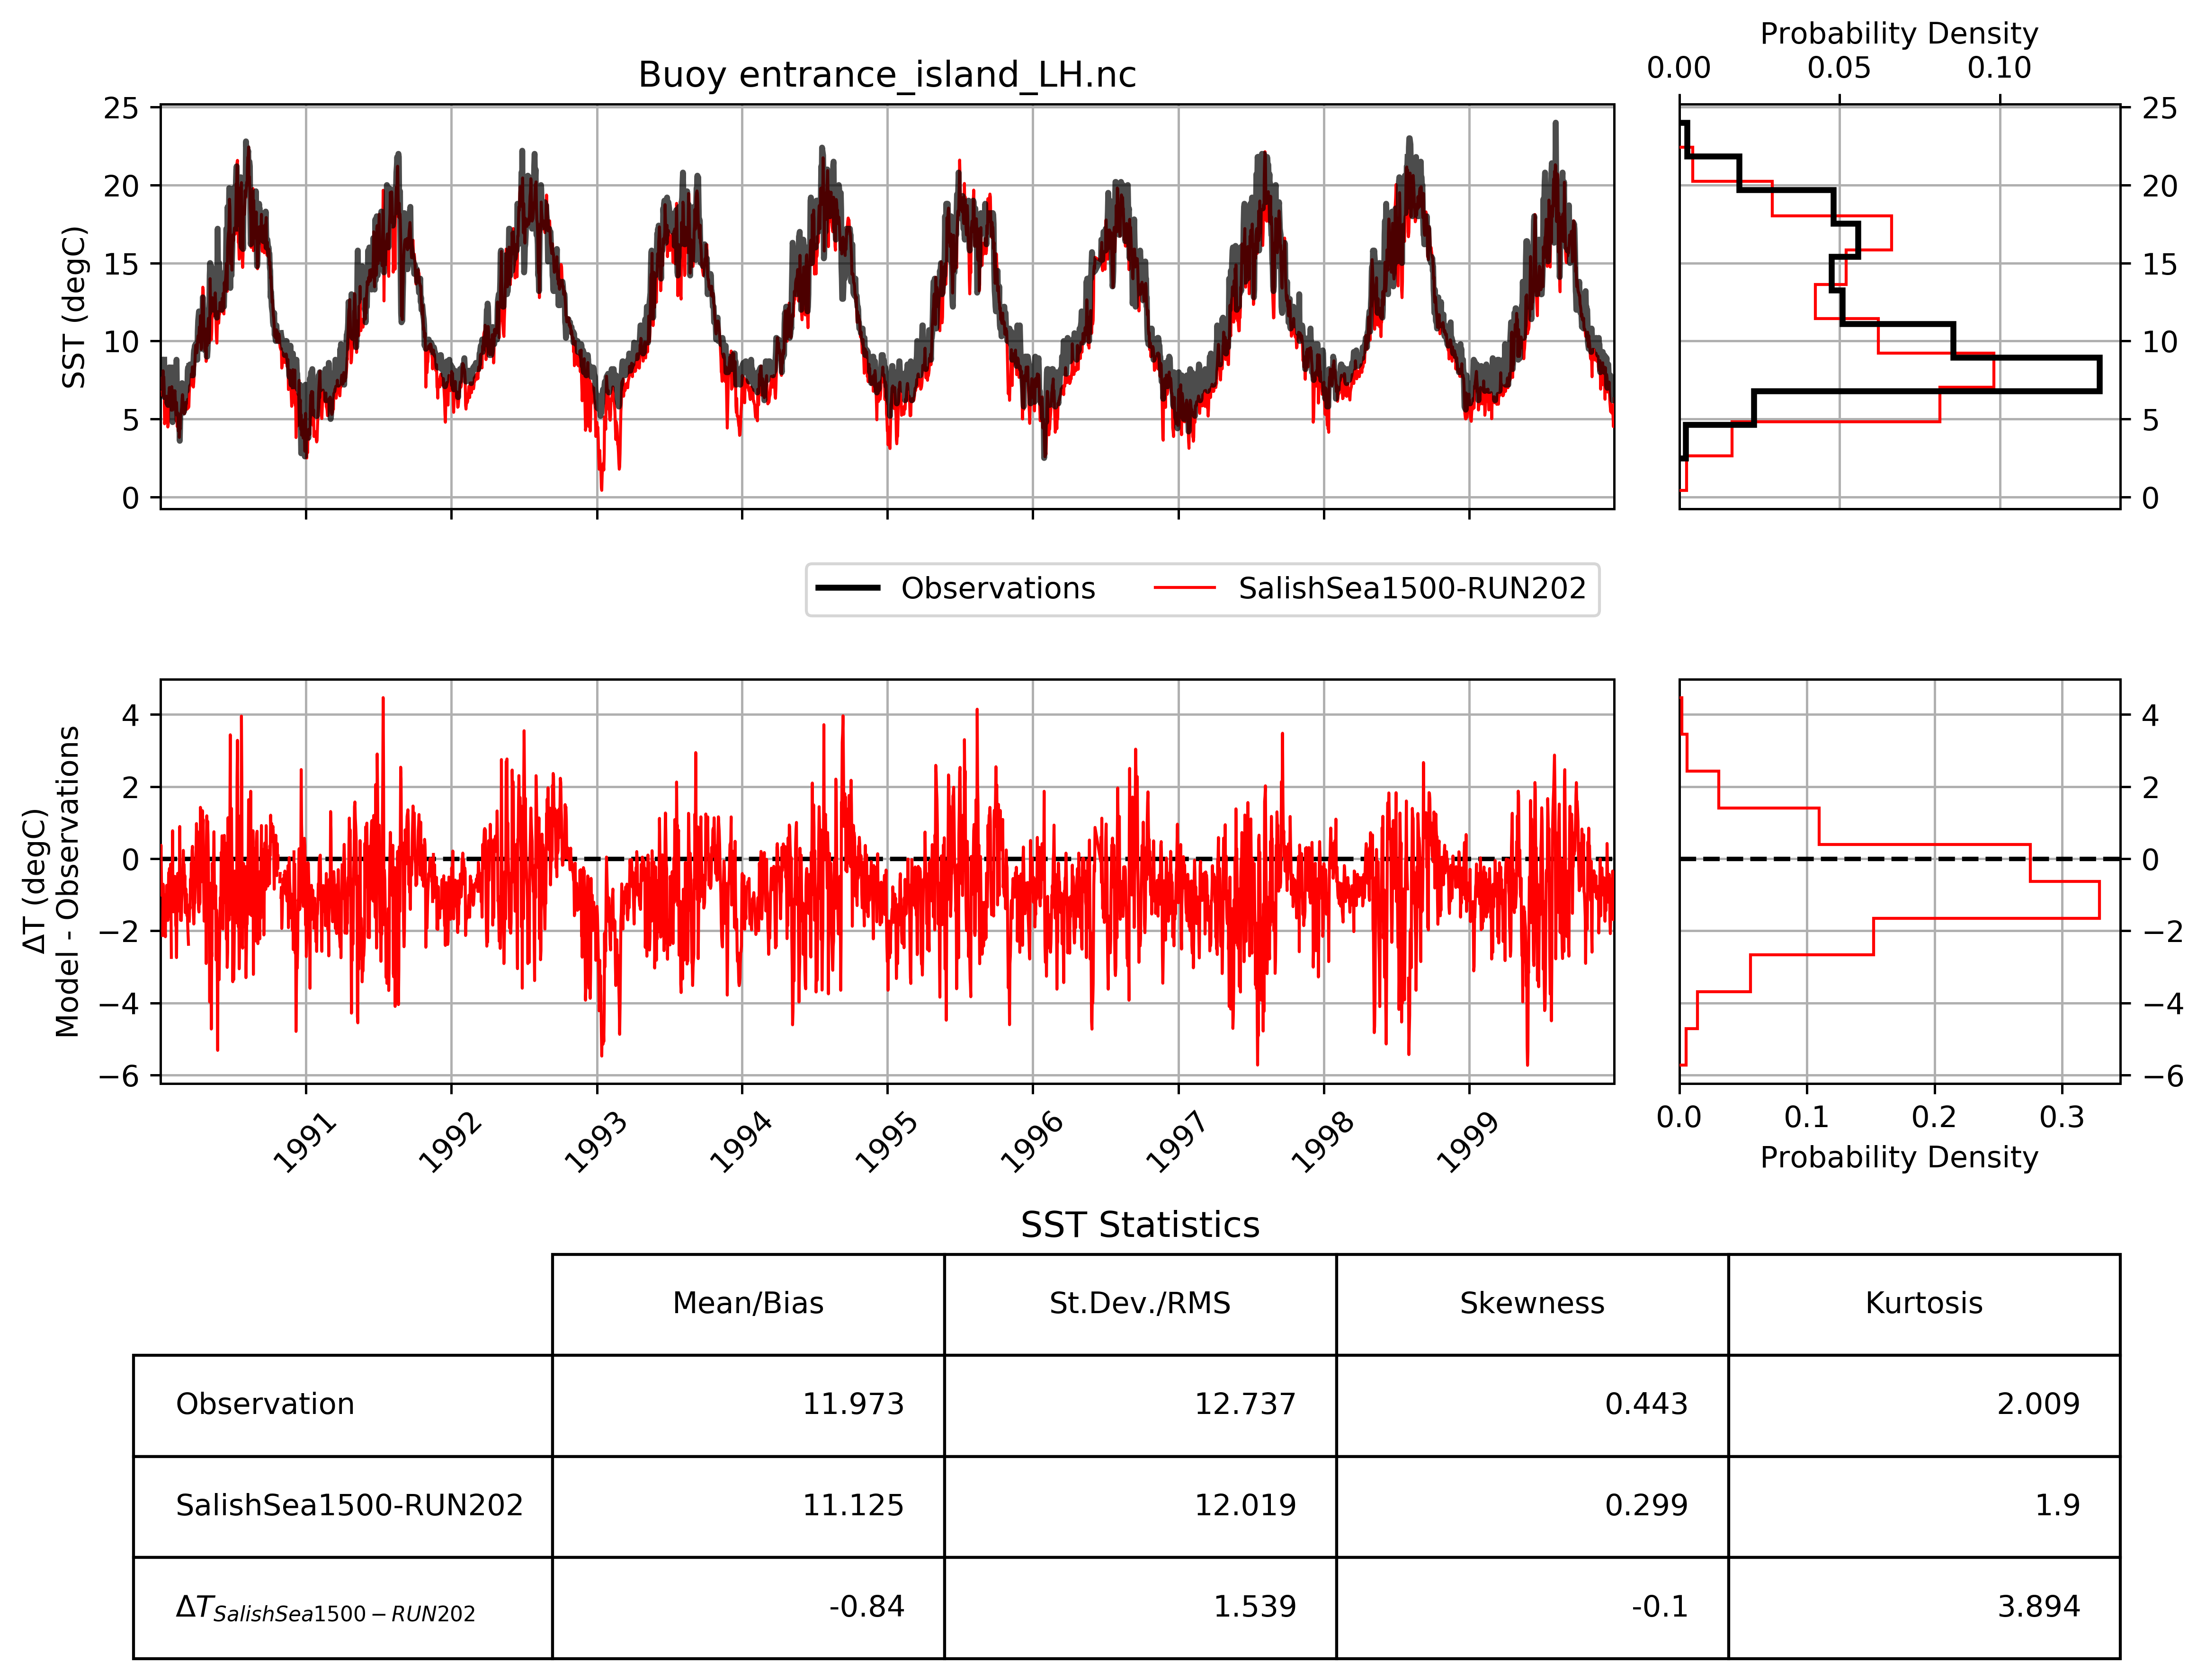 Probability Density
0.00 0.05 0.10
Buoy entrance_island_LH.nc
25
20
15
10
5
0
SST (degC)
25
20
15
10
5
0
Observations SalishSea1500-RUN202
4
2
0
−2
−4
−6
ΔT (degC)
Model - Observations
4
2
0
−2
−4
−6
1991 1992 1993 1994 1995 1996 1997 1998 1999
0.0 0.1 0.2 0.3
Probability Density
SST Statistics
Mean/Bias St.Dev./RMS Skewness Kurtosis
Observation 11.973 12.737 0.443 2.009
SalishSea1500-RUN202 11.125 12.019 0.299 1.9
ΔT SalishSea1500−RUN202 -0.84 1.539 -0.1 3.894